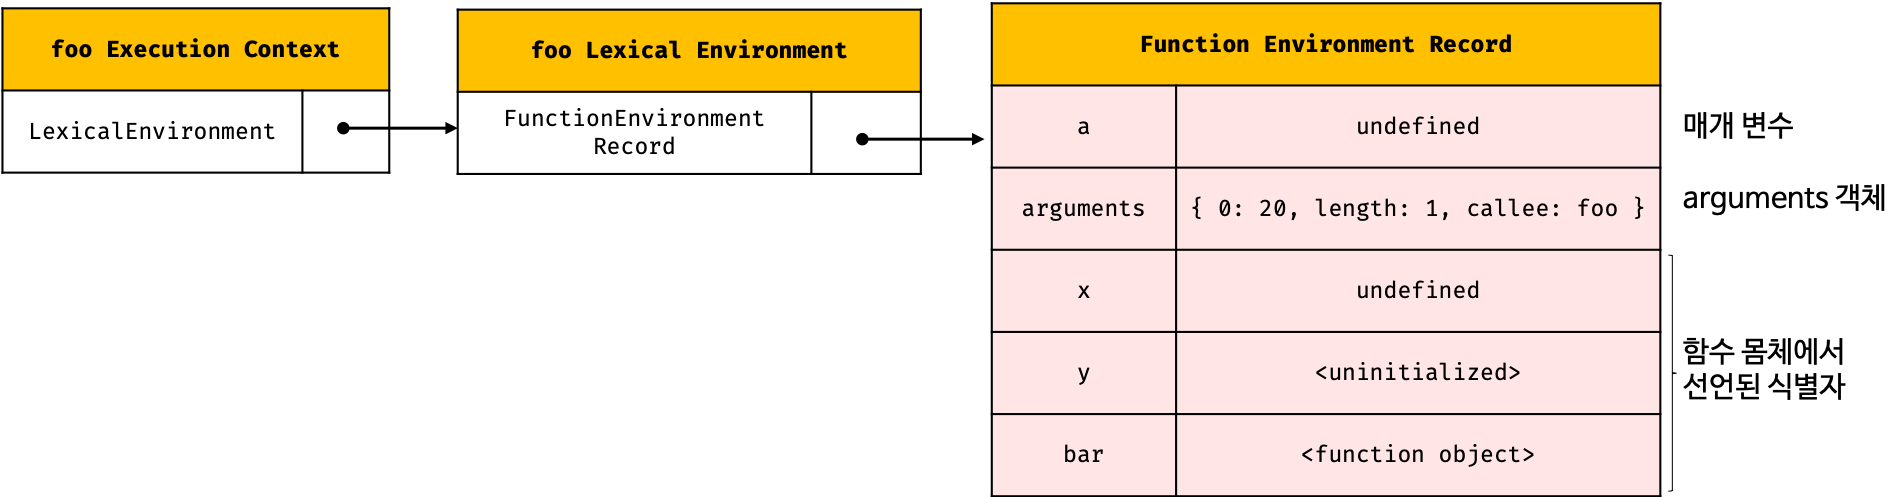 foo Execution Context
LexicalEnvironment
foo Lexical Environment
FunctionEnvironment
Record
Function Environment Record
a undefined 매개 변수
arguments { 0: 20, length: 1, callee: foo } arguments 객체
x undefined
y <uninitialized>
bar <function object>
함수 몸체에서
선언된 식별자